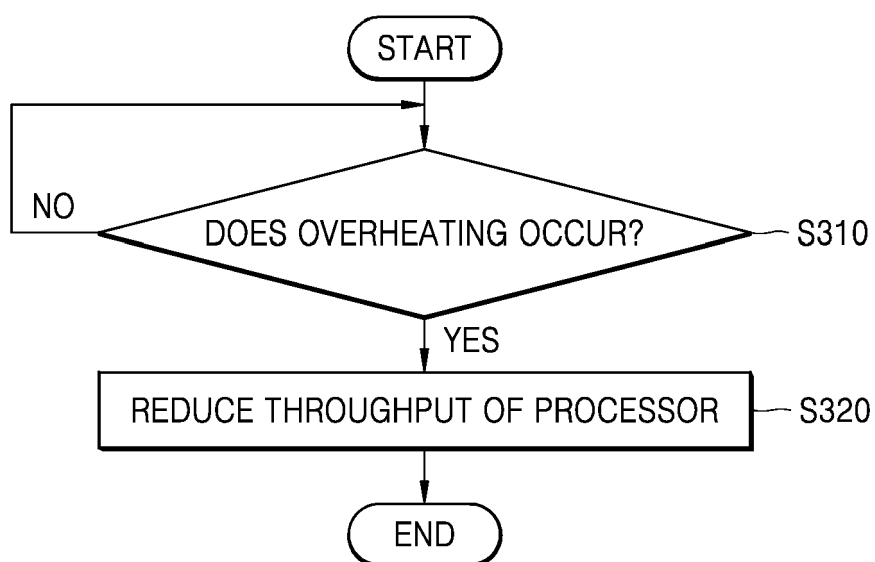 START
NO
DOES OVERHEATING OCCUR?
S310
YES
REDUCE THROUGHPUT OF PROCESSOR
S320
END